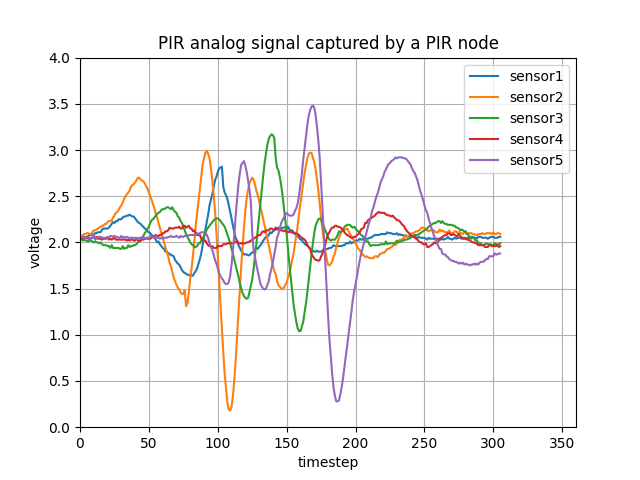 PIR analog signal captured by a PIR node
4.0
3.5
3.0
2.5
2.0
1.5
1.0
0.5
0.0
voltage
sensor1
sensor2
sensor3
sensor4
sensor5
0 50 100 150 200 250 300 350
timestep